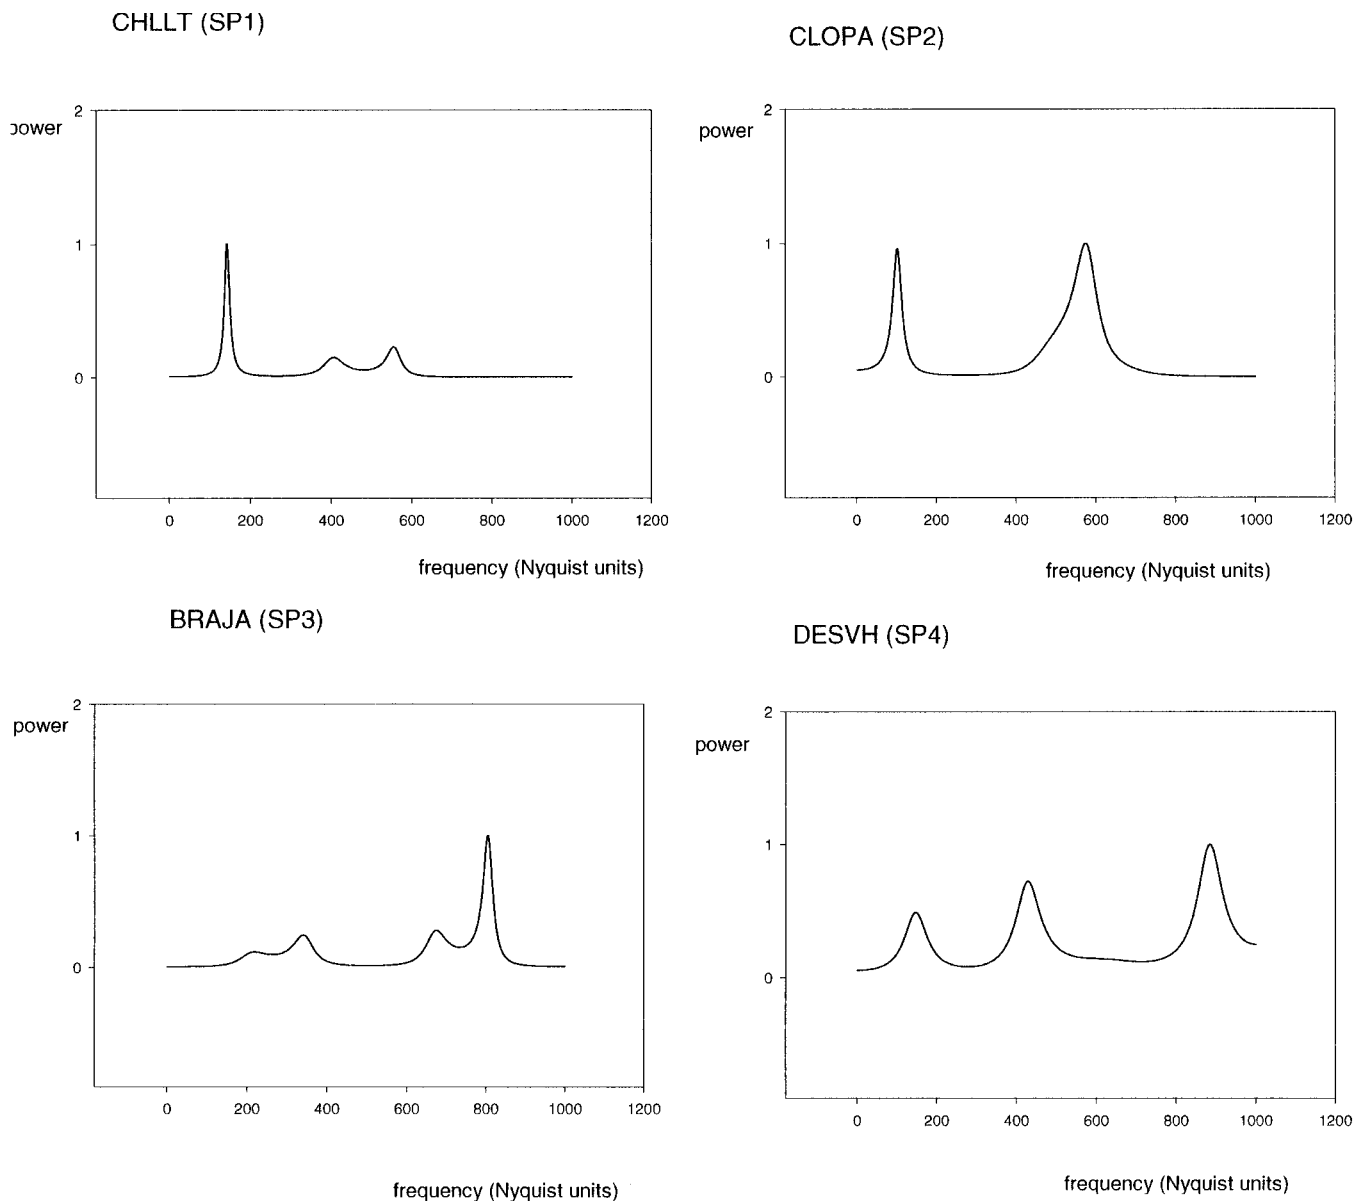 CHLLT (SP1)
2
power
1
0
0 200 400 600 800 1000 1200
frequency (Nyquist units)
CLOPA (SP2)
2
power
1
0
0 200 400 600 800 1000 1200
frequency (Nyquist units)
BRAJA (SP3)
2
power
1
0
0 200 400 600 800 1000 1200
frequency (Nyquist units)
DESVH (SP4)
2
power
1
0
0 200 400 600 800 1000 1200
frequency (Nyquist units)